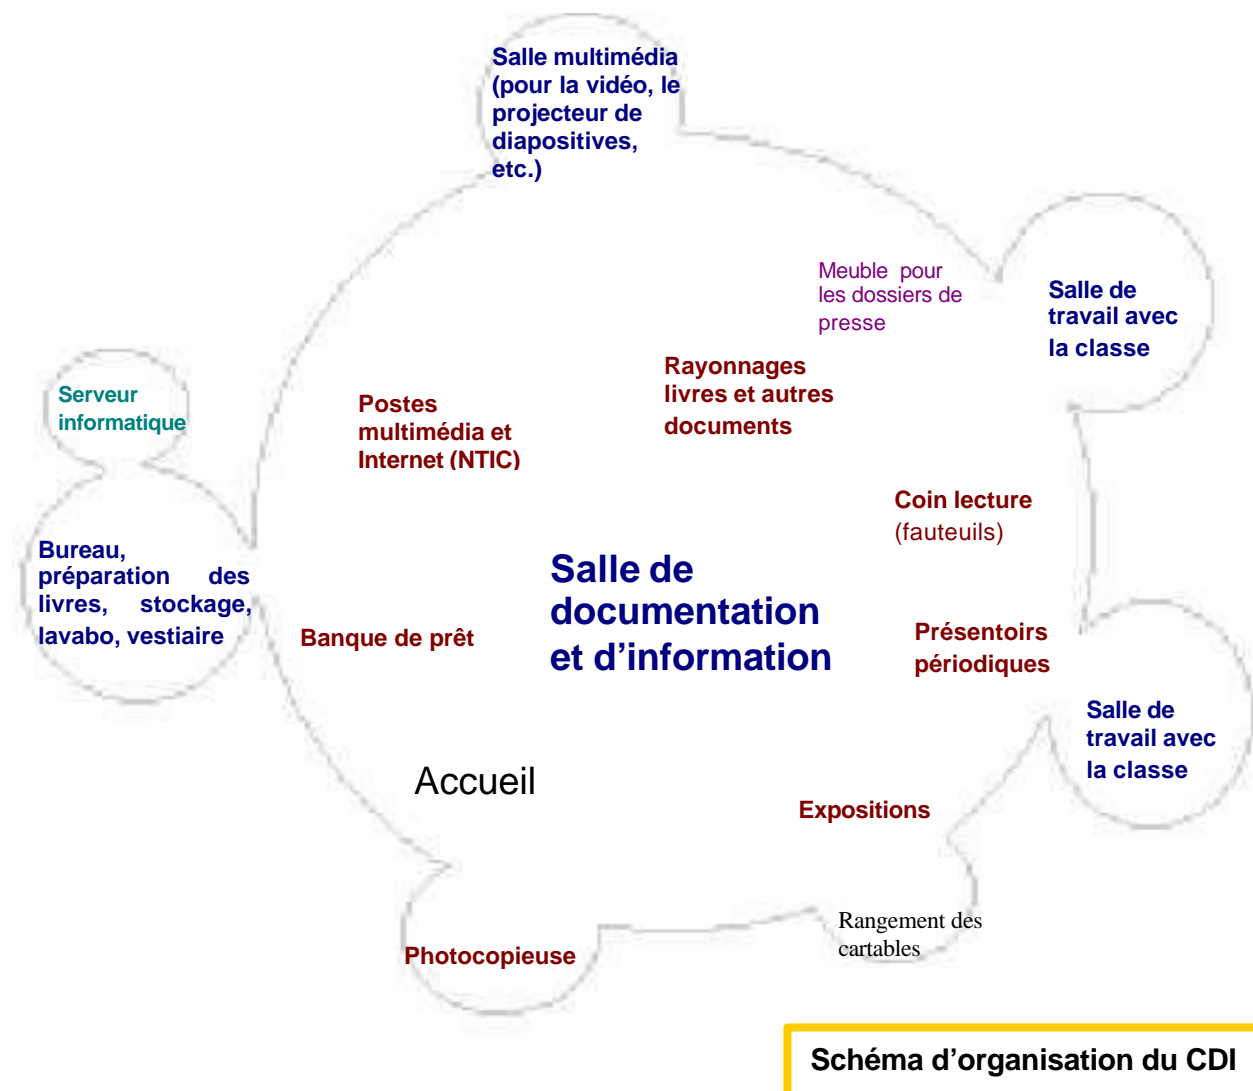 Salle multimédia
(pour la vidéo, le
projecteur de
diapositives,
etc.)
Meuble pour
les dossiers de
presse
Salle de
travail avec
la classe
Rayonnages
livres et autres
documents
Serveur
informatique
Postes
multimédia et
Internet (NTIC)
Coin lecture
(fauteuils)
Bureau,
préparation des
livres, stockage,
lavabo, vestiaire
Salle de
documentation
et d’information
Banque de prêt
Présentoirs
périodiques
Salle de
travail avec
la classe
Accueil
Expositions
Rangement des
cartables
Photocopieuse
Schéma d’organisation du CDI